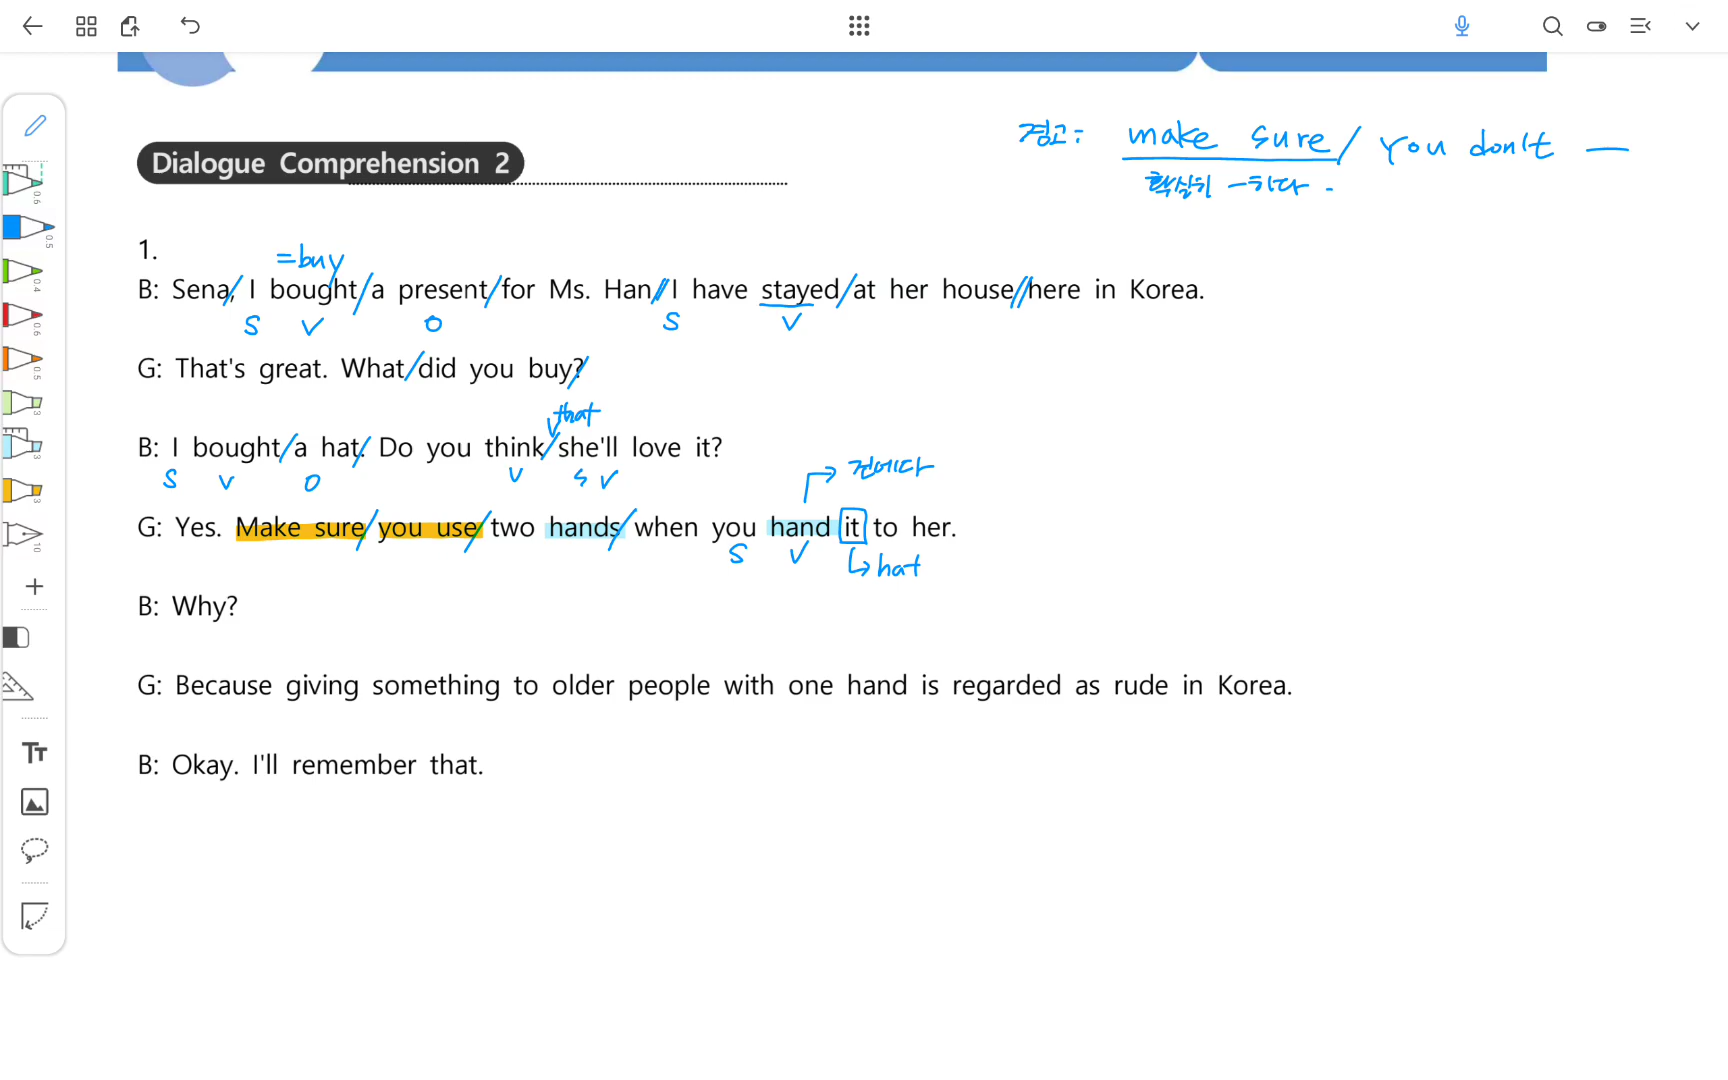 경고: make sure / you don't —
확실히 –하다.
Dialogue Comprehension 2
1.
=buy
B: Sena, I bought a present for Ms. Han. I have stayed at her house here in Korea.
S V O S V
G: That's great. What did you buy?
that
B: I bought a hat. Do you think she'll love it?
S V O V S V
건네다
G: Yes. Make sure you use two hands when you hand it to her.
S V hat
B: Why?
G: Because giving something to older people with one hand is regarded as rude in Korea.
B: Okay. I'll remember that.